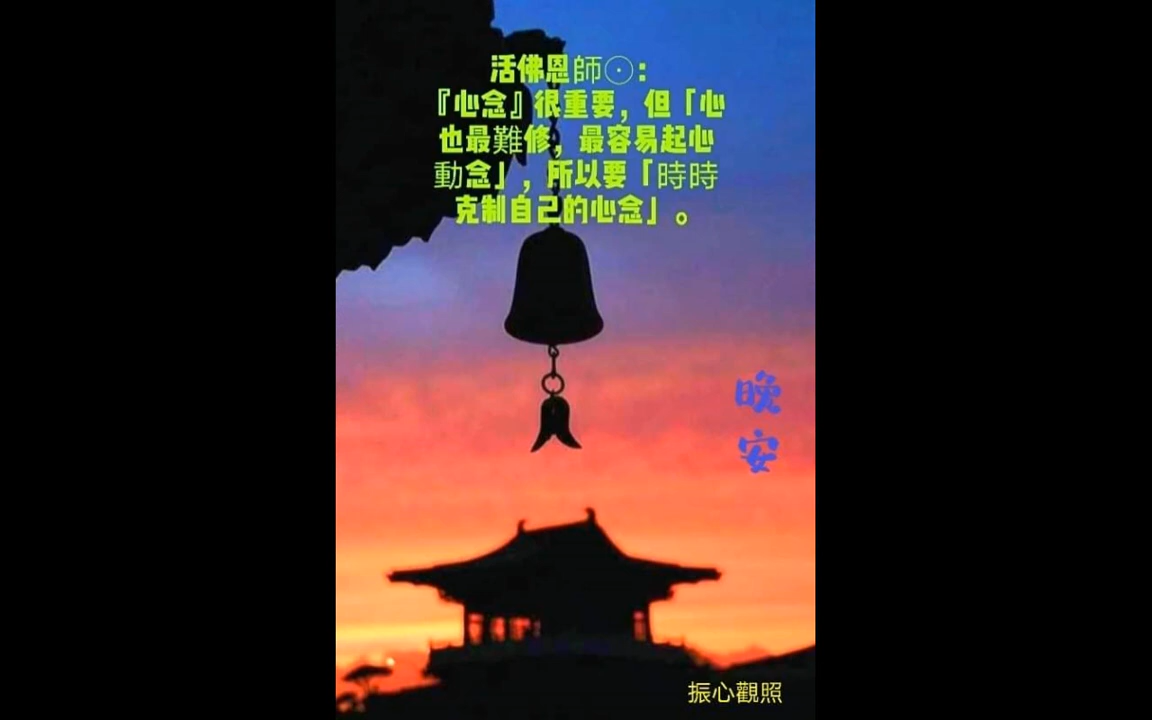 活佛恩師⊙：
『心念』很重要，但「心
也最難修，最容易起心
動念」，所以要「時時
克制自己的心念」。
晚
安
振心觀照